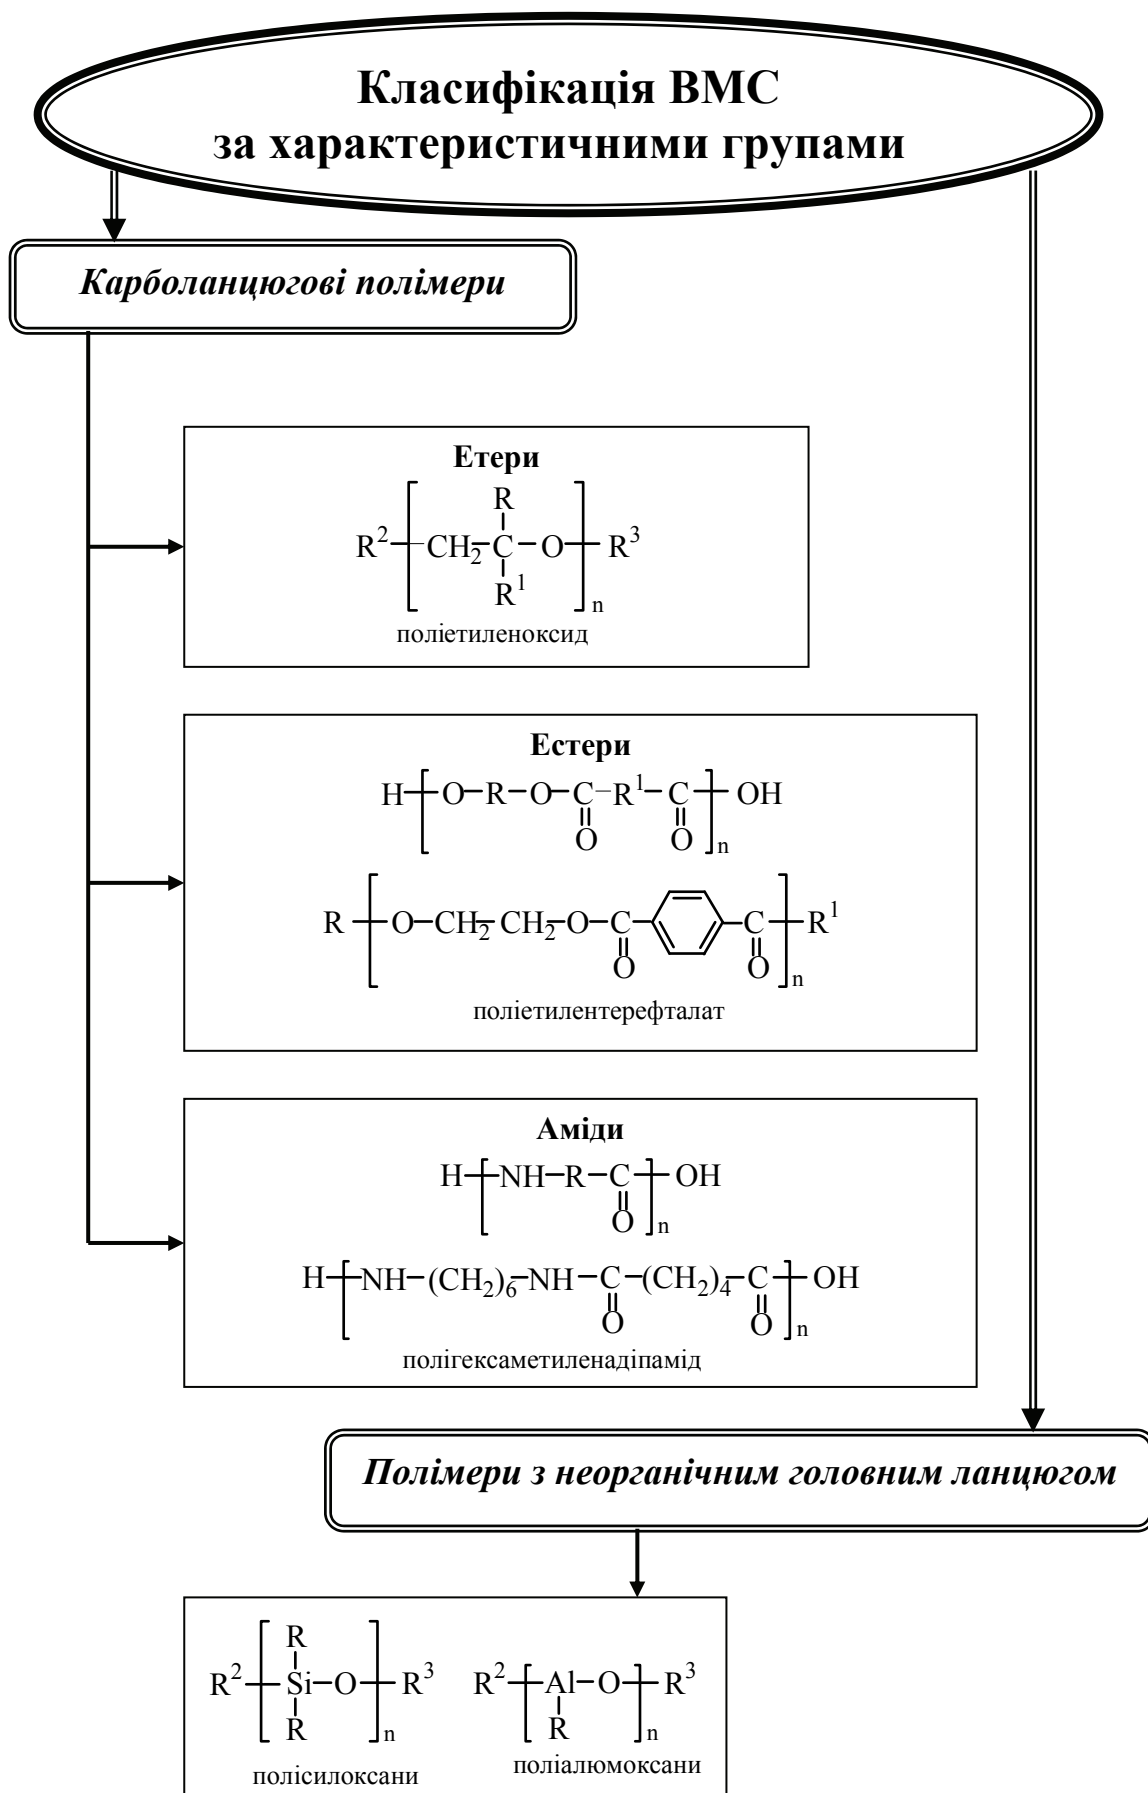 Класифікація ВМС
за характеристичними групами
Карболанцюгові полімери
Етери
R
R² CH₂ C O R³
R¹
n
поліетиленоксид
Естери
H O R O C R¹ C OH
O O
n
R O CH₂ CH₂ O C C R¹
O O
n
поліетилентерефталат
Аміди
H NH R C OH
O
n
H NH (CH₂)₆ NH C (CH₂)₄ C OH
O O
n
полігексаметиленадіпамід
Полімери з неорганічним головним ланцюгом
R
R² Si O R³
R
n
полісилоксани
R² Al O R³
R
n
поліалюмоксани